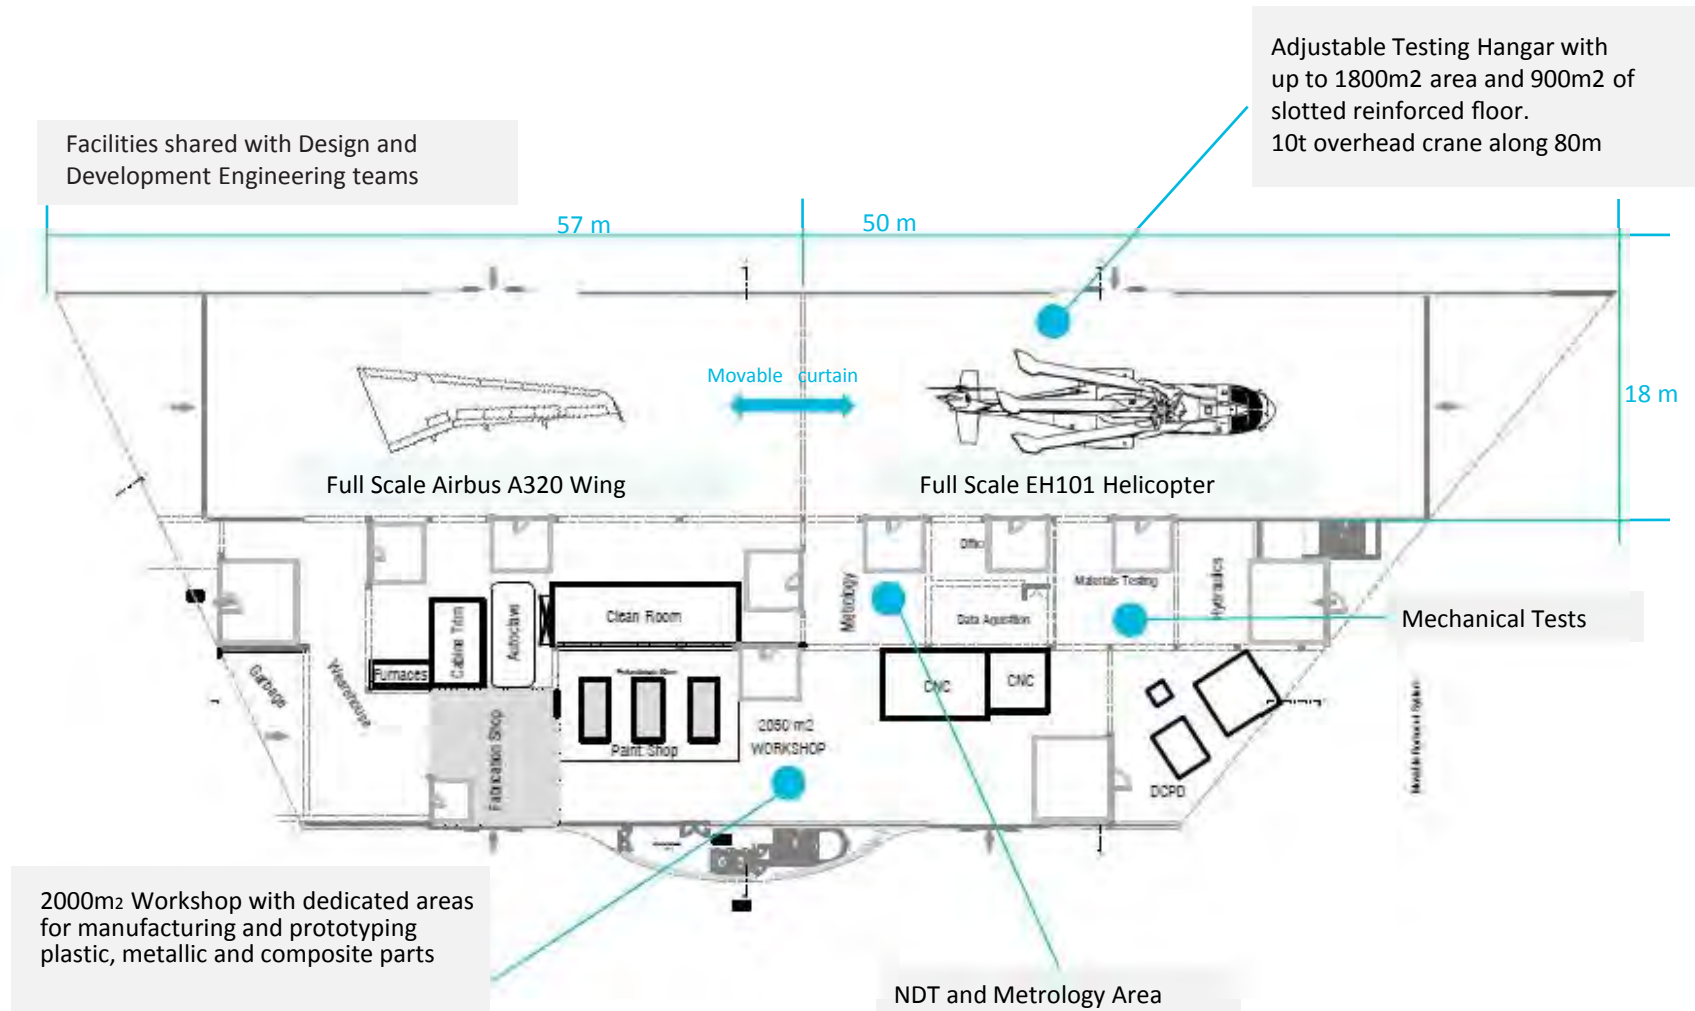 Adjustable Testing Hangar with
up to 1800m2 area and 900m2 of
slotted reinforced floor.
10t overhead crane along 80m
Facilities shared with Design and
Development Engineering teams
57 m
50 m
18 m
Movable curtain
Full Scale Airbus A320 Wing
Full Scale EH101 Helicopter
Metrology
Data Aquisition
Materials Testing
Hydraulics
Mechanical Tests
Clean Room
Autoclave
Cabine Trim
Furnaces
Garbage
Wearhouse
Fabrication Shop
Paint Shop
2050 m2
WORKSHOP
CNC
CNC
DCPD
2000m2 Workshop with dedicated areas
for manufacturing and prototyping
plastic, metallic and composite parts
NDT and Metrology Area